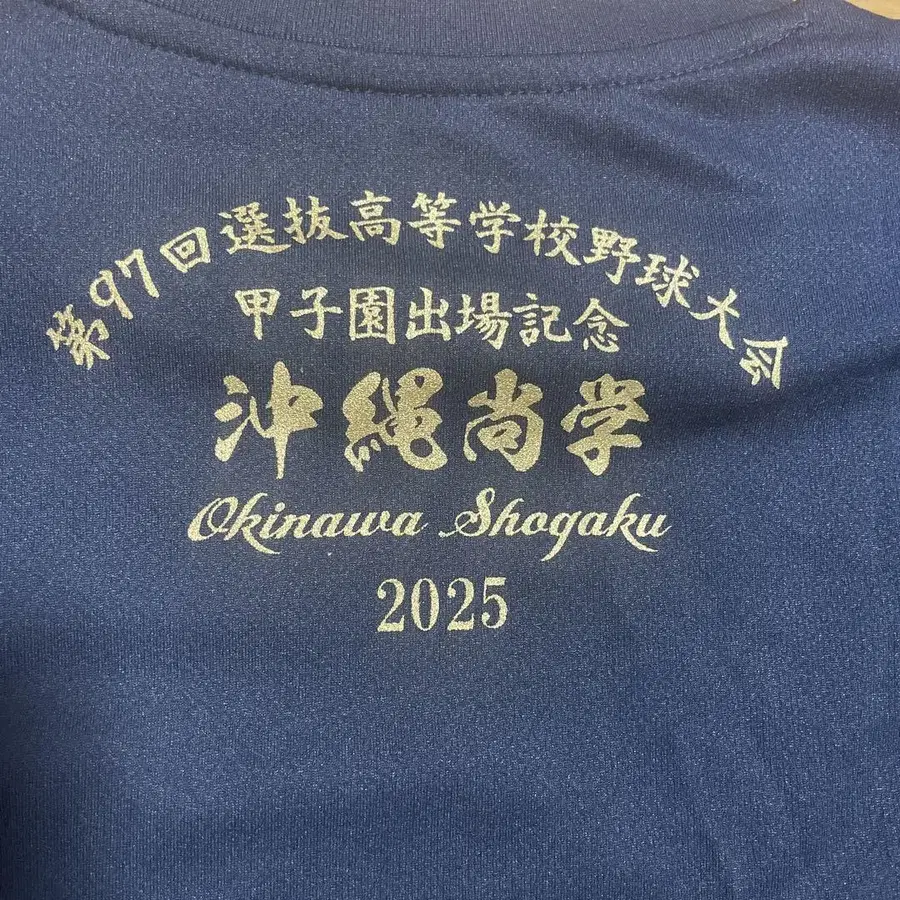 第97回選抜高等学校野球大会
甲子園出場記念
沖縄尚学
Okinawa Shogaku
2025